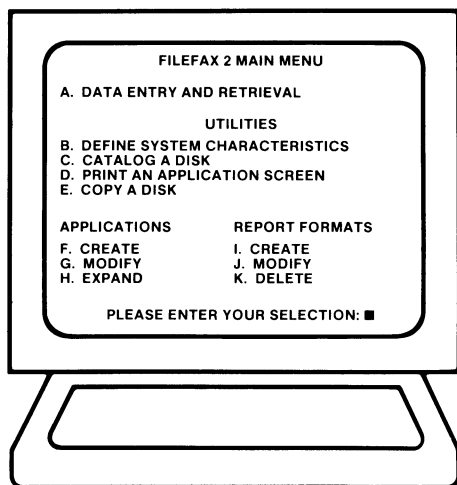 FILEFAX 2 MAIN MENU
A. DATA ENTRY AND RETRIEVAL
UTILITIES
B. DEFINE SYSTEM CHARACTERISTICS
C. CATALOG A DISK
D. PRINT AN APPLICATION SCREEN
E. COPY A DISK
APPLICATIONS
F. CREATE
G. MODIFY
H. EXPAND
REPORT FORMATS
I. CREATE
J. MODIFY
K. DELETE
PLEASE ENTER YOUR SELECTION: ■